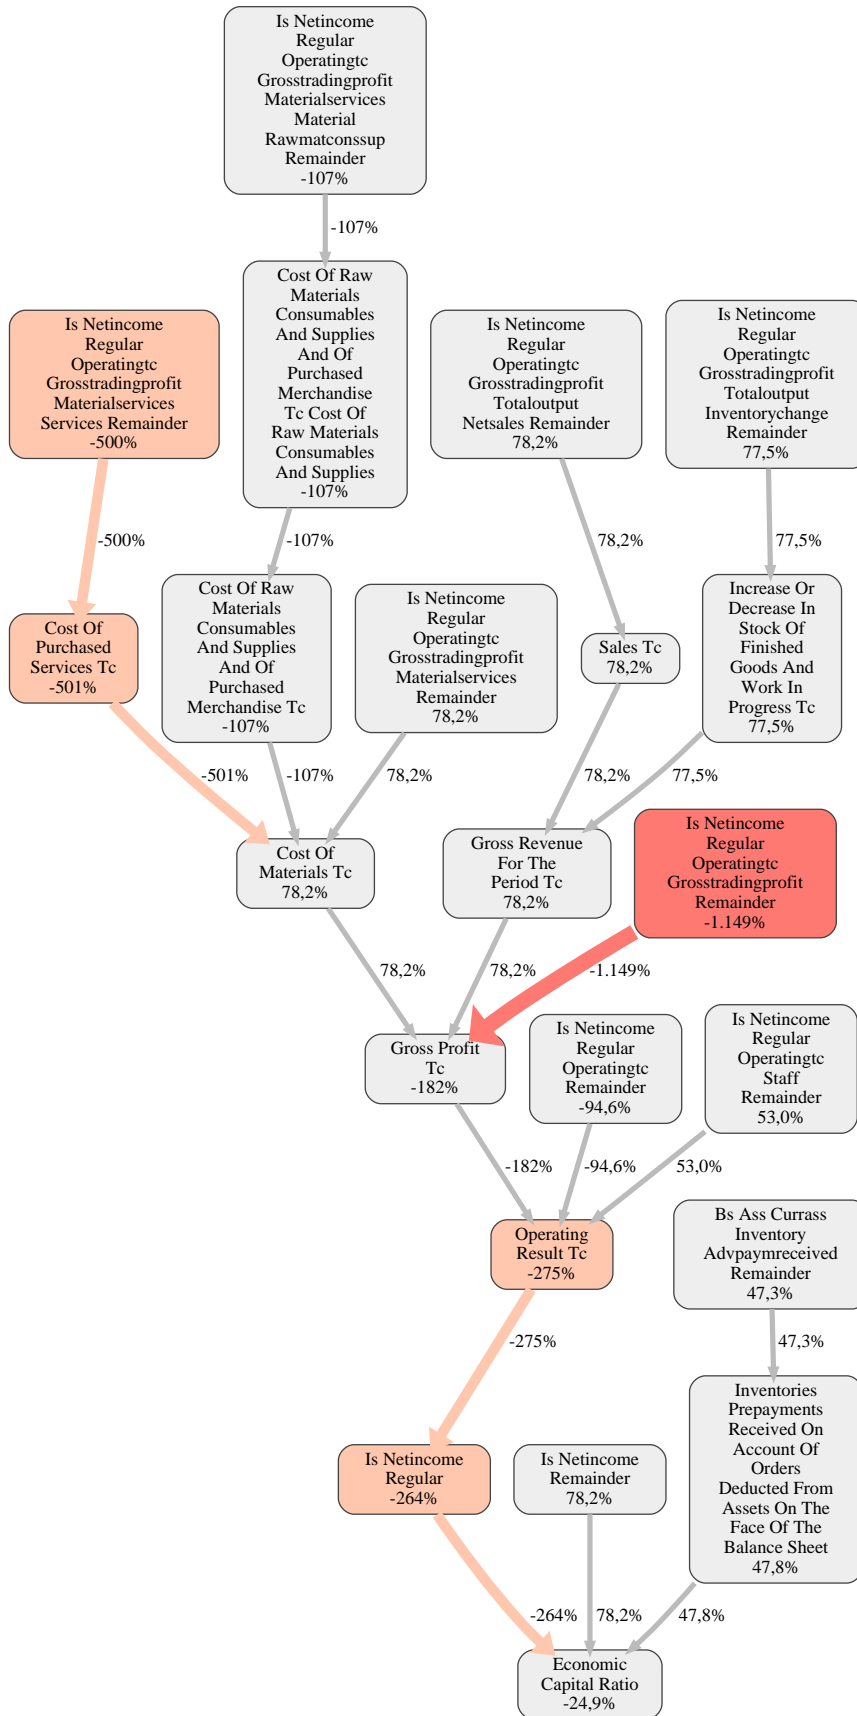 Is Netincome
Regular
Operatingtc
Grosstradingprofit
Materialservices
Material
Rawmatconssup
Remainder
-107%
-107%
Cost Of Raw
Materials
Consumables
And Supplies
And Of
Purchased
Merchandise
Tc Cost Of
Raw Materials
Consumables
And Supplies
-107%
Is Netincome
Regular
Operatingtc
Grosstradingprofit
Materialservices
Services Remainder
-500%
Is Netincome
Regular
Operatingtc
Grosstradingprofit
Totaloutput
Netsales Remainder
78,2%
Is Netincome
Regular
Operatingtc
Grosstradingprofit
Totaloutput
Inventorychange
Remainder
77,5%
-500%
-107%
78,2%
77,5%
Cost Of
Purchased
Services Tc
-501%
Cost Of Raw
Materials
Consumables
And Supplies
And Of
Purchased
Merchandise Tc
-107%
Is Netincome
Regular
Operatingtc
Grosstradingprofit
Materialservices
Remainder
78,2%
Sales Tc
78,2%
Increase Or
Decrease In
Stock Of
Finished
Goods And
Work In
Progress Tc
77,5%
-501%
-107%
78,2%
78,2%
77,5%
Cost Of
Materials Tc
78,2%
Gross Revenue
For The
Period Tc
78,2%
Is Netincome
Regular
Operatingtc
Grosstradingprofit
Remainder
-1.149%
78,2%
78,2%
-1.149%
Gross Profit
Tc
-182%
Is Netincome
Regular
Operatingtc
Remainder
-94,6%
Is Netincome
Regular
Operatingtc
Staff
Remainder
53,0%
-182%
-94,6%
53,0%
Operating
Result Tc
-275%
Bs Ass Currass
Inventory
Advpaymreceived
Remainder
47,3%
-275%
47,3%
Is Netincome
Regular
-264%
Is Netincome
Remainder
78,2%
Inventories
Prepayments
Received On
Account Of
Orders
Deducted From
Assets On The
Face Of The
Balance Sheet
47,8%
-264%
78,2%
47,8%
Economic
Capital Ratio
-24,9%